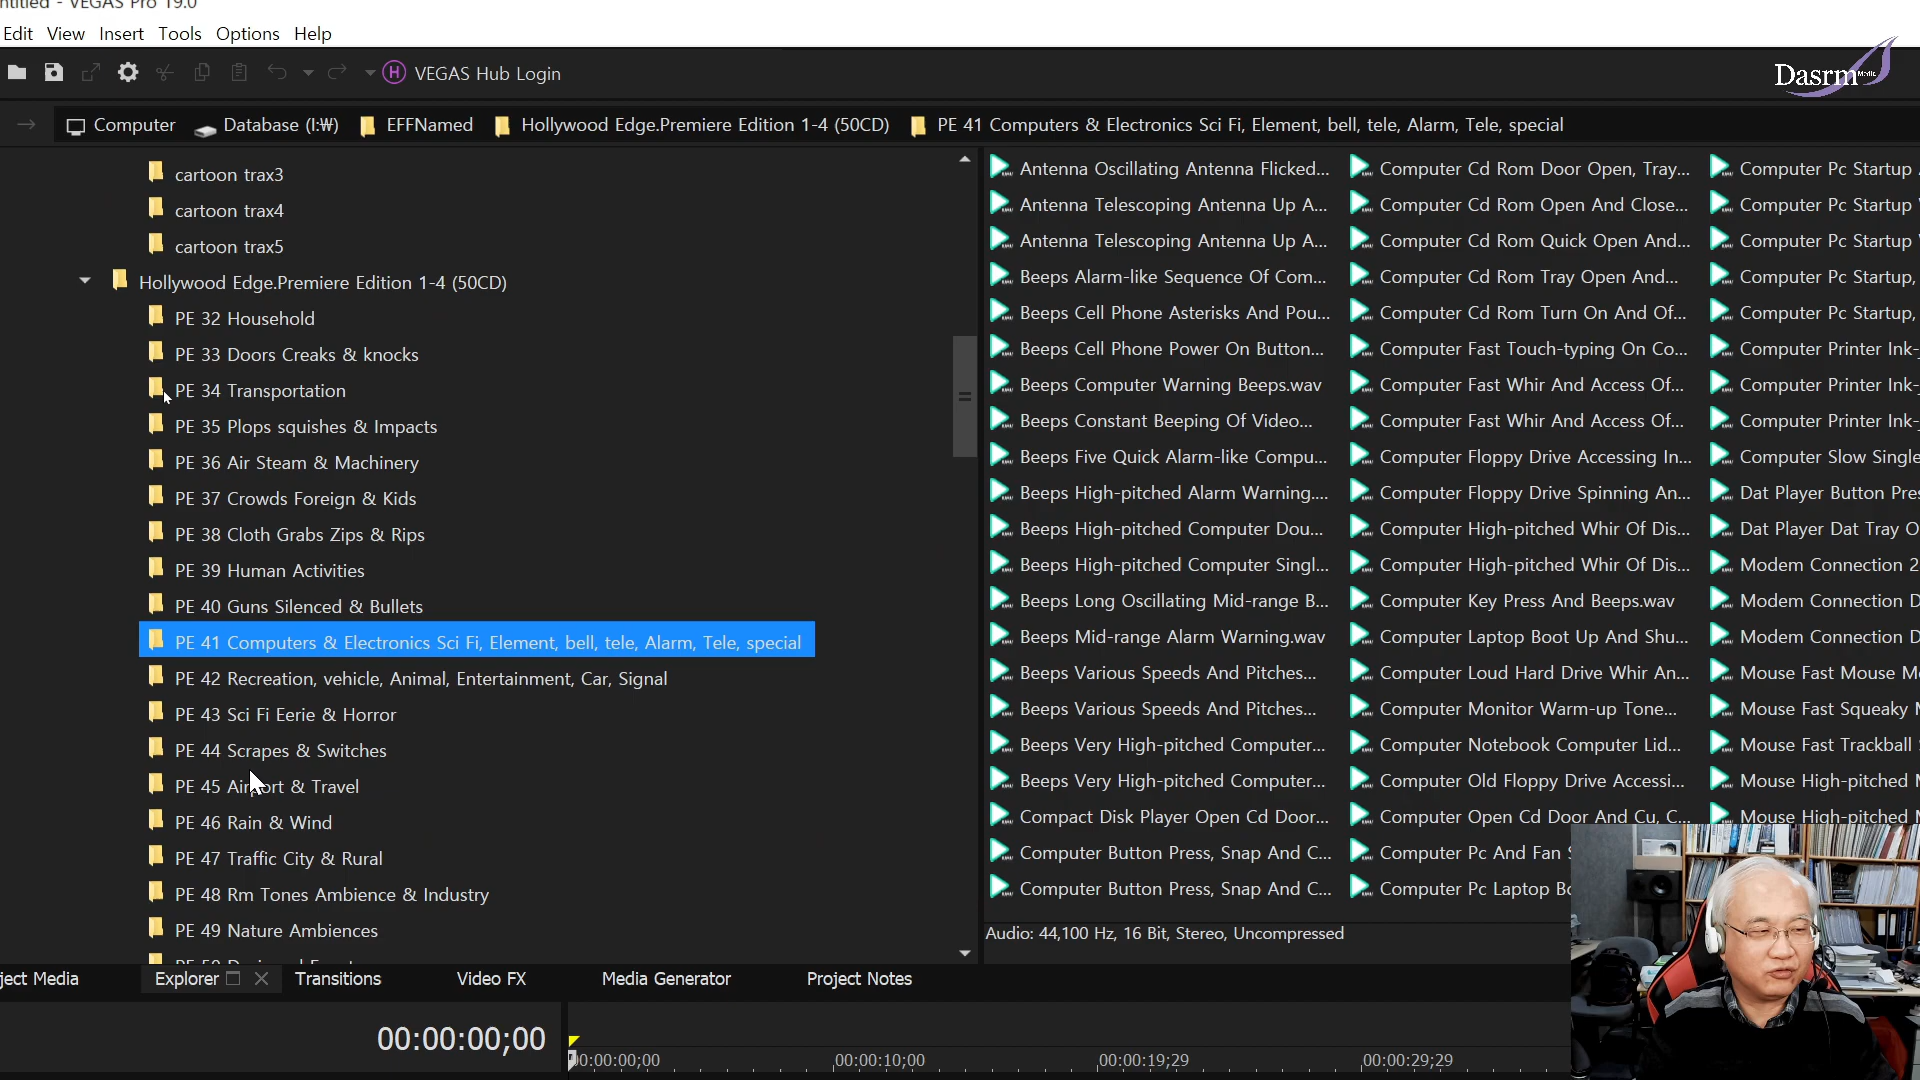 Untitled - VEGAS Pro 19.0
Edit View Insert Tools Options Help
VEGAS Hub Login
Dasrm Media
Computer Database (I:₩) EFFNamed Hollywood Edge.Premiere Edition 1-4 (50CD) PE 41 Computers & Electronics Sci Fi, Element, bell, tele, Alarm, Tele, special
cartoon trax3
cartoon trax4
cartoon trax5
Hollywood Edge.Premiere Edition 1-4 (50CD)
PE 32 Household
PE 33 Doors Creaks & knocks
PE 34 Transportation
PE 35 Plops squishes & Impacts
PE 36 Air Steam & Machinery
PE 37 Crowds Foreign & Kids
PE 38 Cloth Grabs Zips & Rips
PE 39 Human Activities
PE 40 Guns Silenced & Bullets
PE 41 Computers & Electronics Sci Fi, Element, bell, tele, Alarm, Tele, special
PE 42 Recreation, vehicle, Animal, Entertainment, Car, Signal
PE 43 Sci Fi Eerie & Horror
PE 44 Scrapes & Switches
PE 45 Airport & Travel
PE 46 Rain & Wind
PE 47 Traffic City & Rural
PE 48 Rm Tones Ambience & Industry
PE 49 Nature Ambiences
Antenna Oscillating Antenna Flicked...
Antenna Telescoping Antenna Up A...
Antenna Telescoping Antenna Up A...
Beeps Alarm-like Sequence Of Com...
Beeps Cell Phone Asterisks And Pou...
Beeps Cell Phone Power On Button...
Beeps Computer Warning Beeps.wav
Beeps Constant Beeping Of Video...
Beeps Five Quick Alarm-like Compu...
Beeps High-pitched Alarm Warning....
Beeps High-pitched Computer Dou...
Beeps High-pitched Computer Singl...
Beeps Long Oscillating Mid-range B...
Beeps Mid-range Alarm Warning.wav
Beeps Various Speeds And Pitches...
Beeps Various Speeds And Pitches...
Beeps Very High-pitched Computer...
Beeps Very High-pitched Computer...
Compact Disk Player Open Cd Door...
Computer Button Press, Snap And C...
Computer Button Press, Snap And C...
Computer Cd Rom Door Open, Tray...
Computer Cd Rom Open And Close...
Computer Cd Rom Quick Open And...
Computer Cd Rom Tray Open And...
Computer Cd Rom Turn On And Of...
Computer Fast Touch-typing On Co...
Computer Fast Whir And Access Of...
Computer Fast Whir And Access Of...
Computer Floppy Drive Accessing In...
Computer Floppy Drive Spinning An...
Computer High-pitched Whir Of Dis...
Computer High-pitched Whir Of Dis...
Computer Key Press And Beeps.wav
Computer Laptop Boot Up And Shu...
Computer Loud Hard Drive Whir An...
Computer Monitor Warm-up Tone...
Computer Notebook Computer Lid...
Computer Old Floppy Drive Accessi...
Computer Open Cd Door And Cu, C...
Computer Pc And Fan
Computer Pc Laptop
Computer Pc Startup
Computer Pc Startup
Computer Pc Startup
Computer Pc Startup,
Computer Pc Startup,
Computer Printer Ink-
Computer Printer Ink-
Computer Printer Ink-
Computer Slow Single
Dat Player Button
Dat Player Dat Tray
Modem Connection 2
Modem Connection
Modem Connection
Mouse Fast Mouse
Mouse Fast Squeaky
Mouse Fast Trackball
Mouse High-pitched
Mouse High-pitched
Audio: 44,100 Hz, 16 Bit, Stereo, Uncompressed
ject Media Explorer Transitions Video FX Media Generator Project Notes
00:00:00;00
00:00:00;00 00:00:10;00 00:00:19;29 00:00:29;29